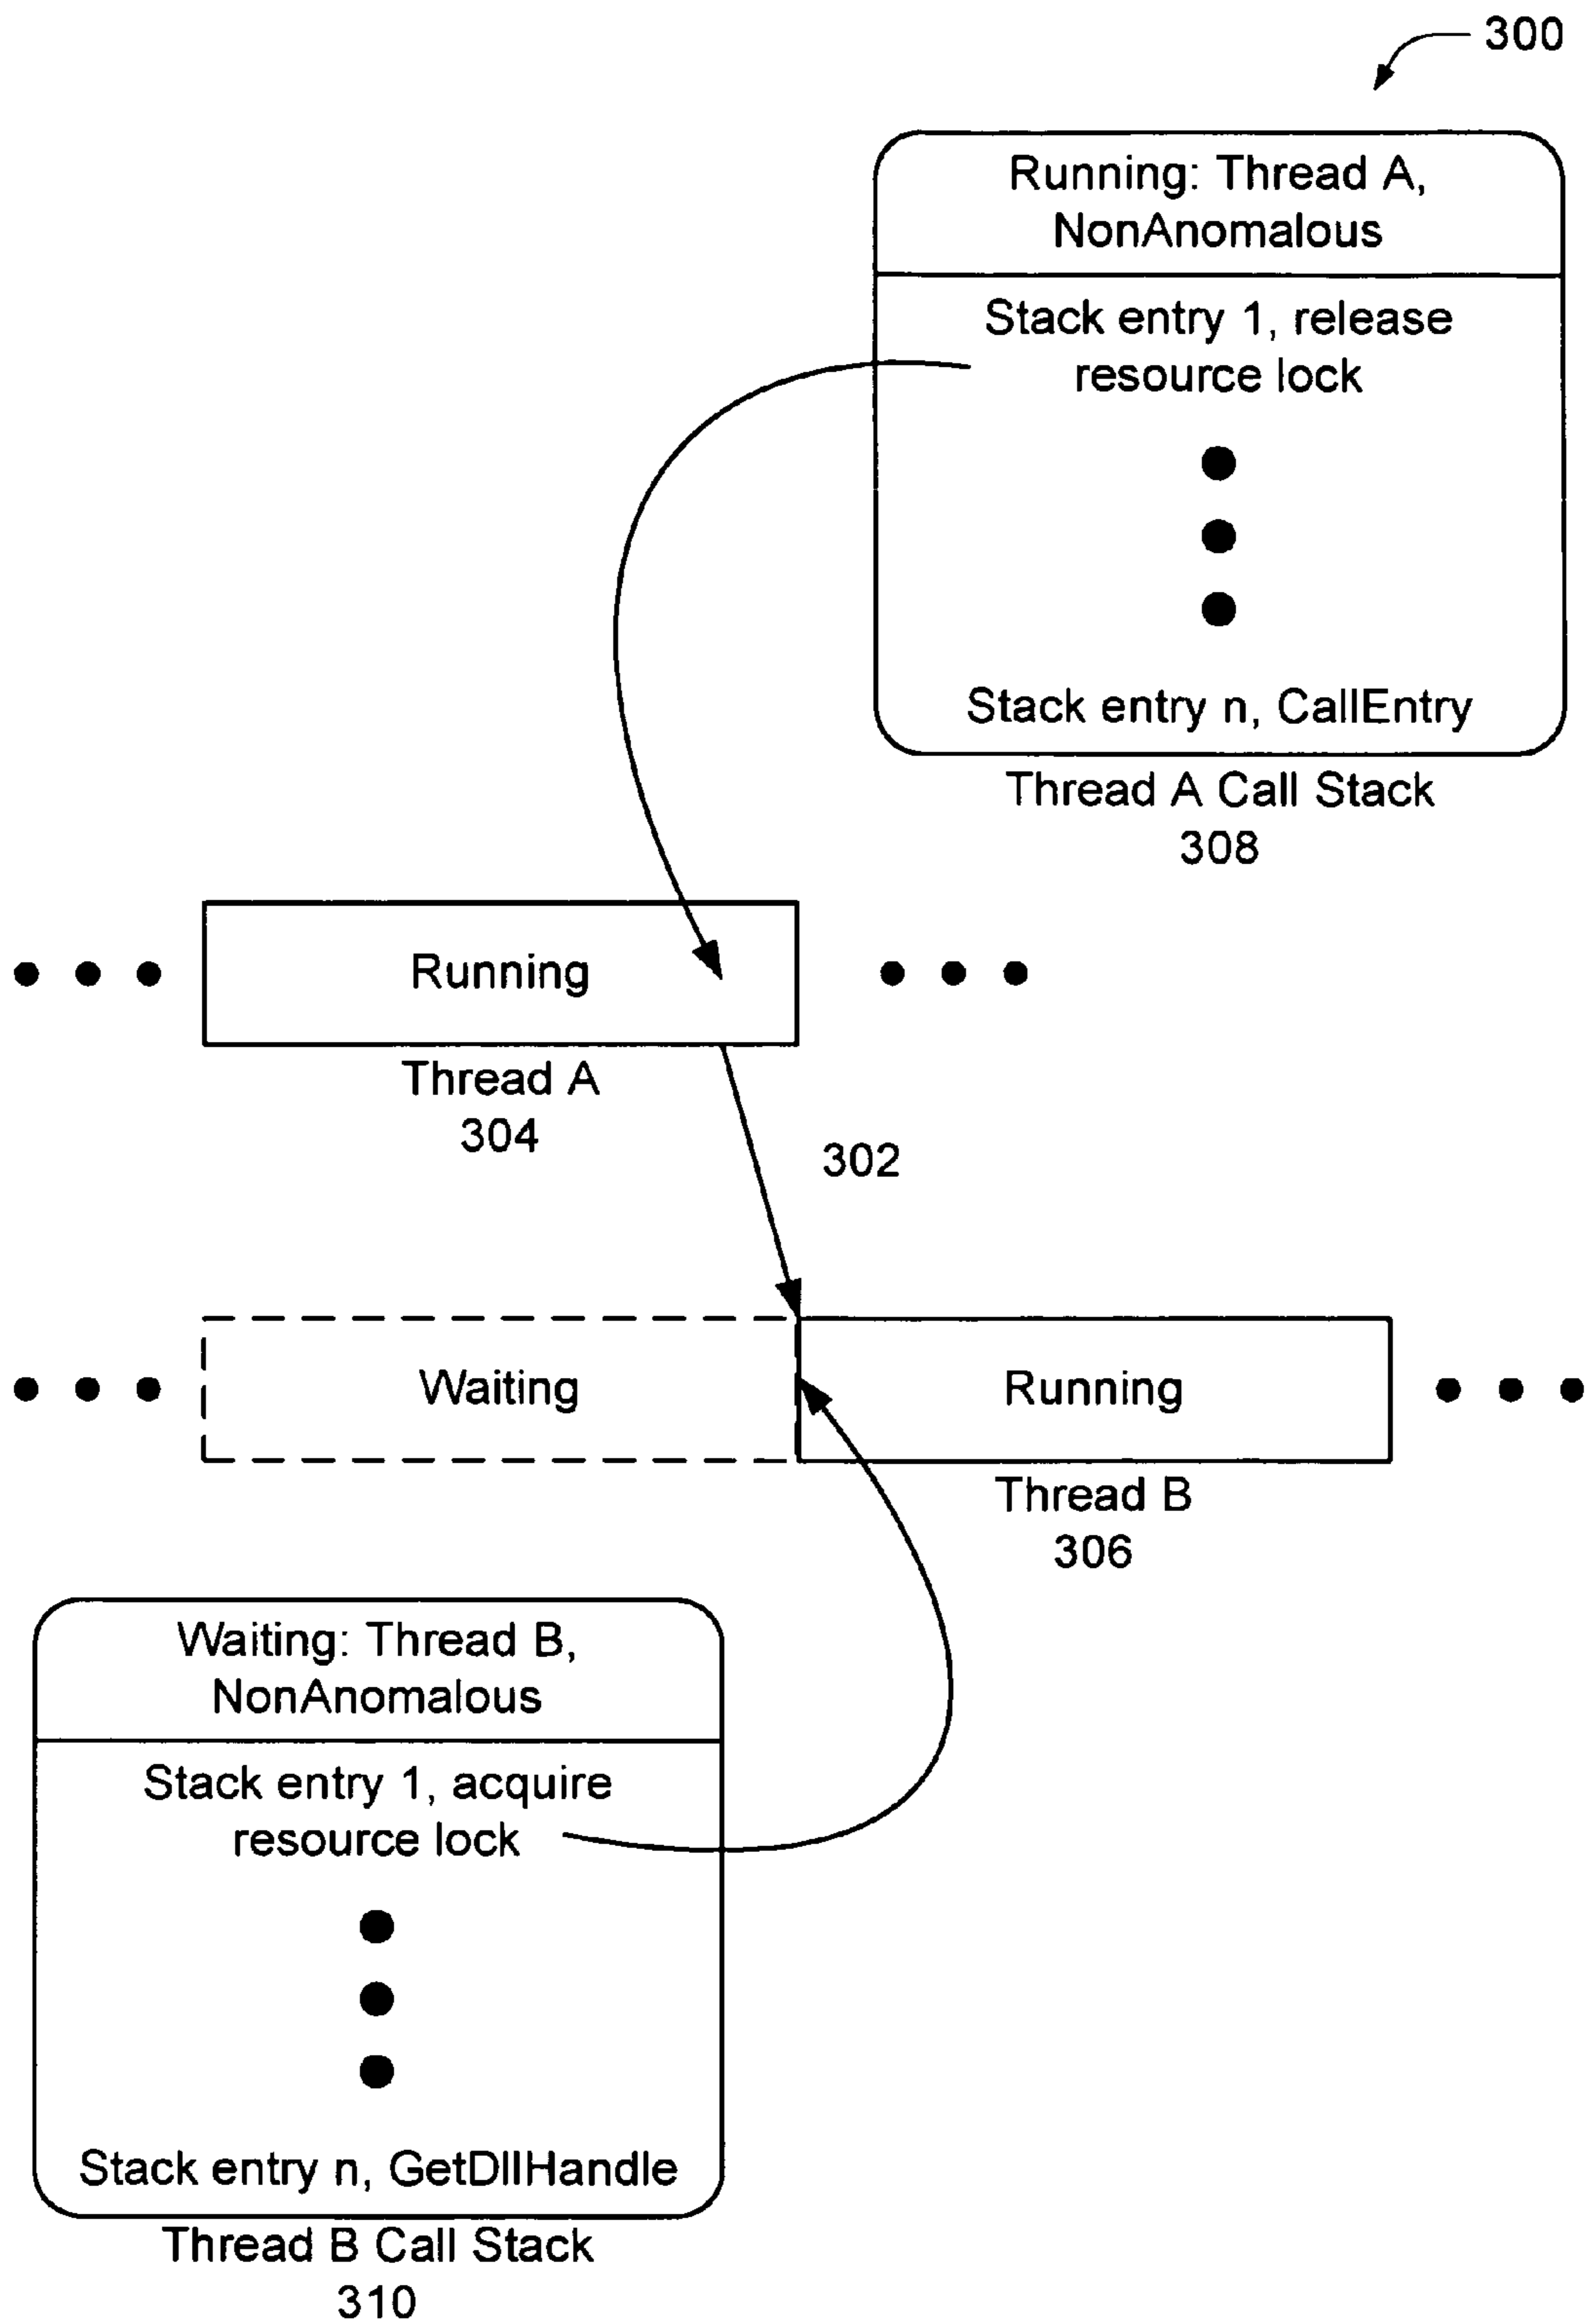 300
Running: Thread A,
NonAnomalous
Stack entry 1, release
resource lock
Stack entry n, CallEntry
Thread A Call Stack
308
Running
Thread A
304
302
Waiting
Running
Thread B
306
Waiting: Thread B,
NonAnomalous
Stack entry 1, acquire
resource lock
Stack entry n, GetDllHandle
Thread B Call Stack
310